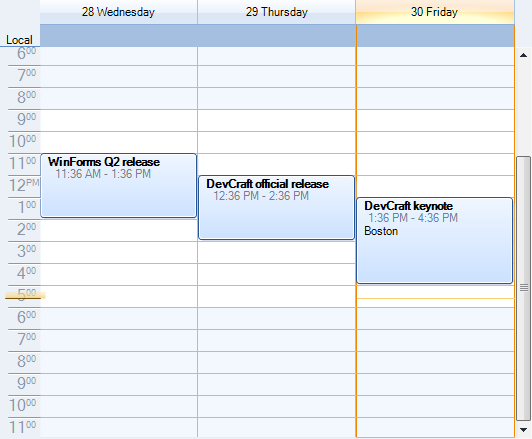 28 Wednesday 29 Thursday 30 Friday
Local
6 00
7 00
8 00
9 00
10 00
11 00
WinForms Q2 release
11:36 AM - 1:36 PM
12 PM
DevCraft official release
12:36 PM - 2:36 PM
1 00
DevCraft keynote
1:36 PM - 4:36 PM
Boston
2 00
3 00
4 00
5 00
6 00
7 00
8 00
9 00
10 00
11 00